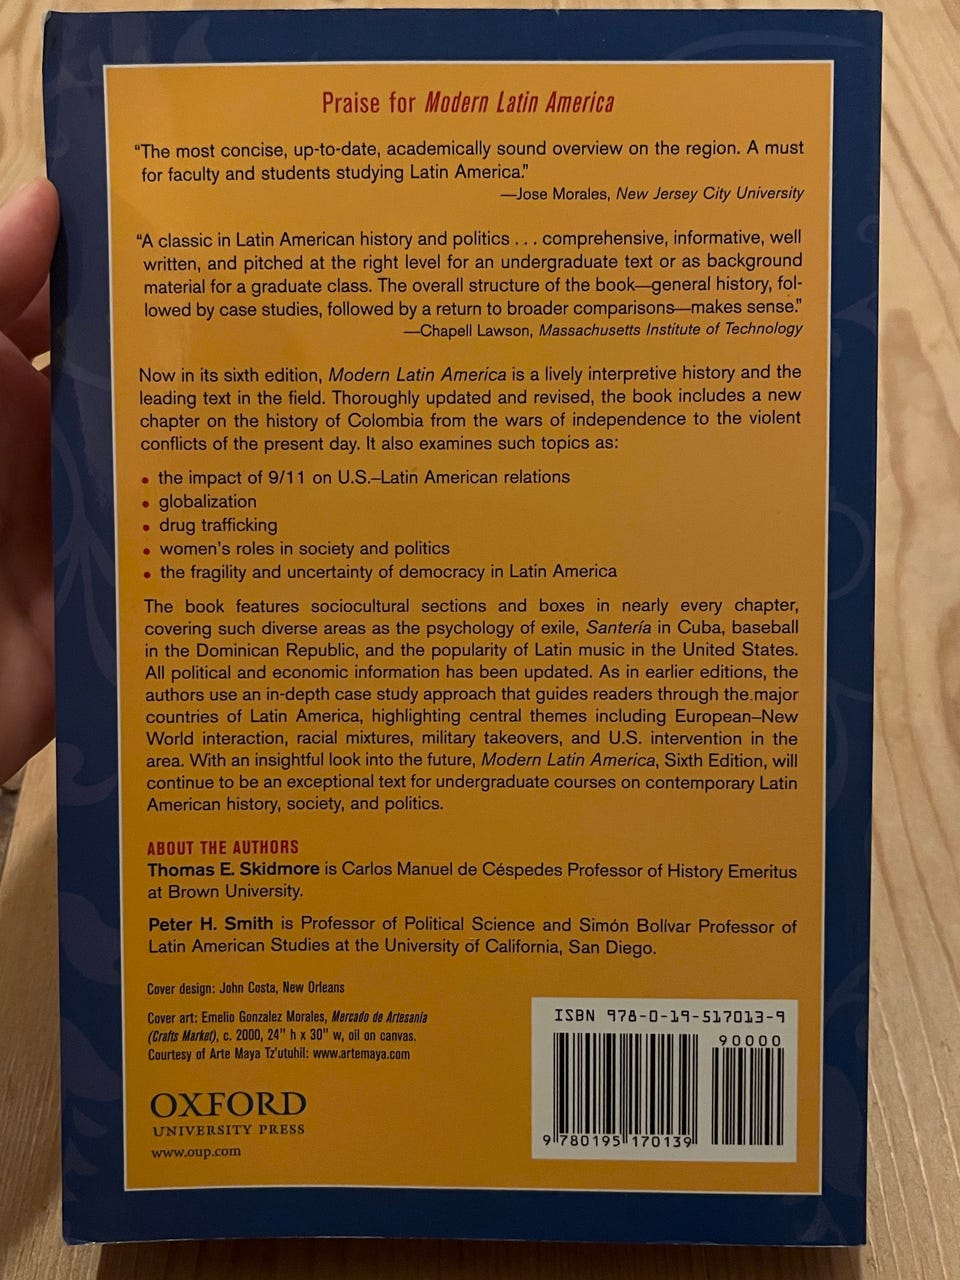 Praise for Modern Latin America
“The most concise, up-to-date, academically sound overview on the region. A must
for faculty and students studying Latin America.”
—Jose Morales, New Jersey City University
“A classic in Latin American history and politics . . . comprehensive, informative, well
written, and pitched at the right level for an undergraduate text or as background
material for a graduate class. The overall structure of the book—general history, fol-
lowed by case studies, followed by a return to broader comparisons—makes sense.”
—Chapell Lawson, Massachusetts Institute of Technology
Now in its sixth edition, Modern Latin America is a lively interpretive history and the
leading text in the field. Thoroughly updated and revised, the book includes a new
chapter on the history of Colombia from the wars of independence to the violent
conflicts of the present day. It also examines such topics as:
• the impact of 9/11 on U.S.–Latin American relations
• globalization
• drug trafficking
• women’s roles in society and politics
• the fragility and uncertainty of democracy in Latin America
The book features sociocultural sections and boxes in nearly every chapter,
covering such diverse areas as the psychology of exile, Santería in Cuba, baseball
in the Dominican Republic, and the popularity of Latin music in the United States.
All political and economic information has been updated. As in earlier editions, the
authors use an in-depth case study approach that guides readers through the major
countries of Latin America, highlighting central themes including European–New
World interaction, racial mixtures, military takeovers, and U.S. intervention in the
area. With an insightful look into the future, Modern Latin America, Sixth Edition, will
continue to be an exceptional text for undergraduate courses on contemporary Latin
American history, society, and politics.
ABOUT THE AUTHORS
Thomas E. Skidmore is Carlos Manuel de Céspedes Professor of History Emeritus
at Brown University.
Peter H. Smith is Professor of Political Science and Simón Bolívar Professor of
Latin American Studies at the University of California, San Diego.
Cover design: John Costa, New Orleans
Cover art: Emelio Gonzalez Morales, Mercado de Artesania
(Crafts Market), c. 2000, 24" h x 30" w, oil on canvas.
Courtesy of Arte Maya Tz'utuhil: www.artemaya.com
OXFORD
UNIVERSITY PRESS
www.oup.com
ISBN 978-0-19-517013-9
90000
9 780195 170139